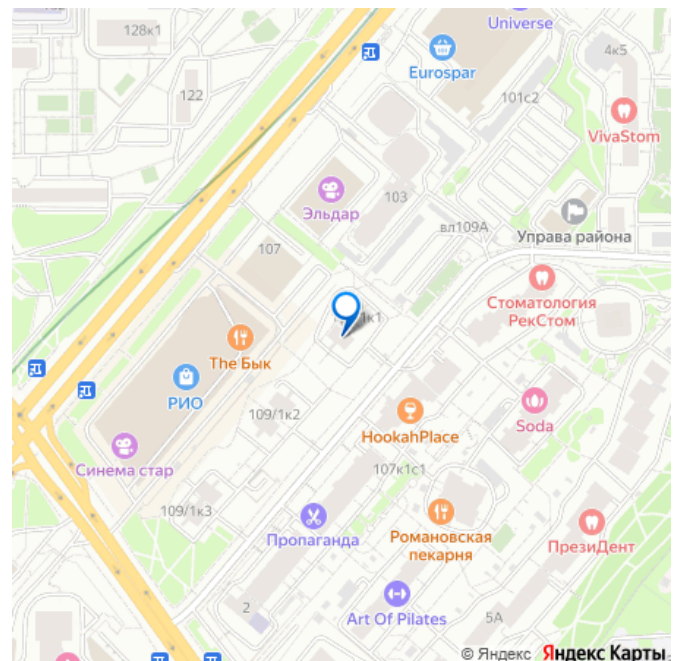 128к1
Universe
Eurospar
4к5
122
101с2
VivaStom
Эльдар
103
вл109А
Управа района
107
Стоматология
РекСтом
The Бык
РИО
109/1к2
HookahPlace
Soda
Синема стар
107к1с1
109/1к3
Пропаганда
Романовская
пекарня
ПрезиДент
2
Art Of Pilates
5А
© Яндекс Яндекс Карты